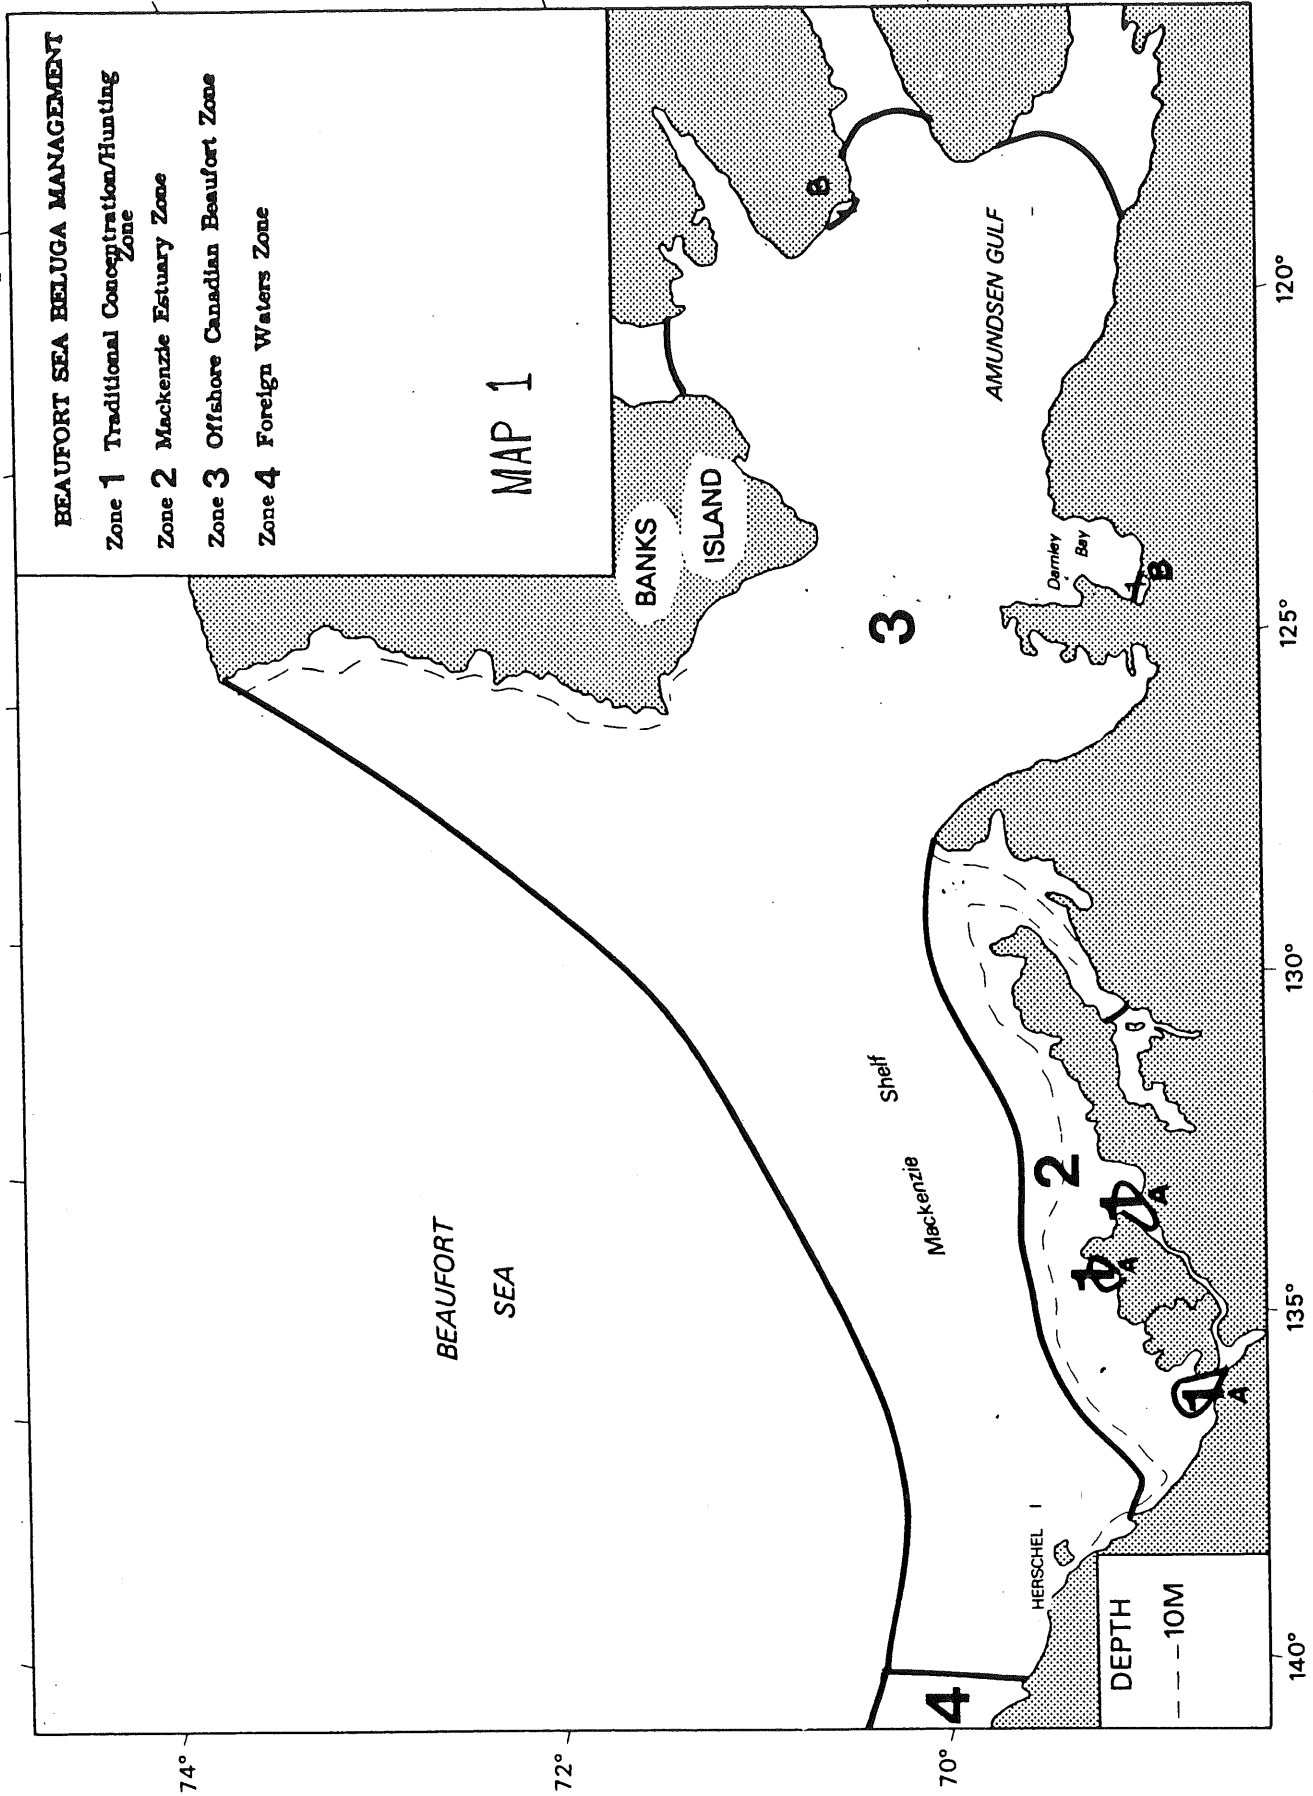 BEAUFORT SEA BELUGA MANAGEMENT
Zone 1 Traditional Concentration/Hunting
Zone
Zone 2 Mackenzie Estuary Zone
Zone 3 Offshore Canadian Beaufort Zone
Zone 4 Foreign Waters Zone
MAP 1
74°
72°
70°
BEAUFORT
SEA
BANKS
ISLAND
AMUNDSEN GULF
B
3
Darnley
Bay
1
B
Mackenzie
Shelf
B
2
1
A
1
A
1
A
HERSCHEL I
4
DEPTH
10M
140°
135°
130°
125°
120°